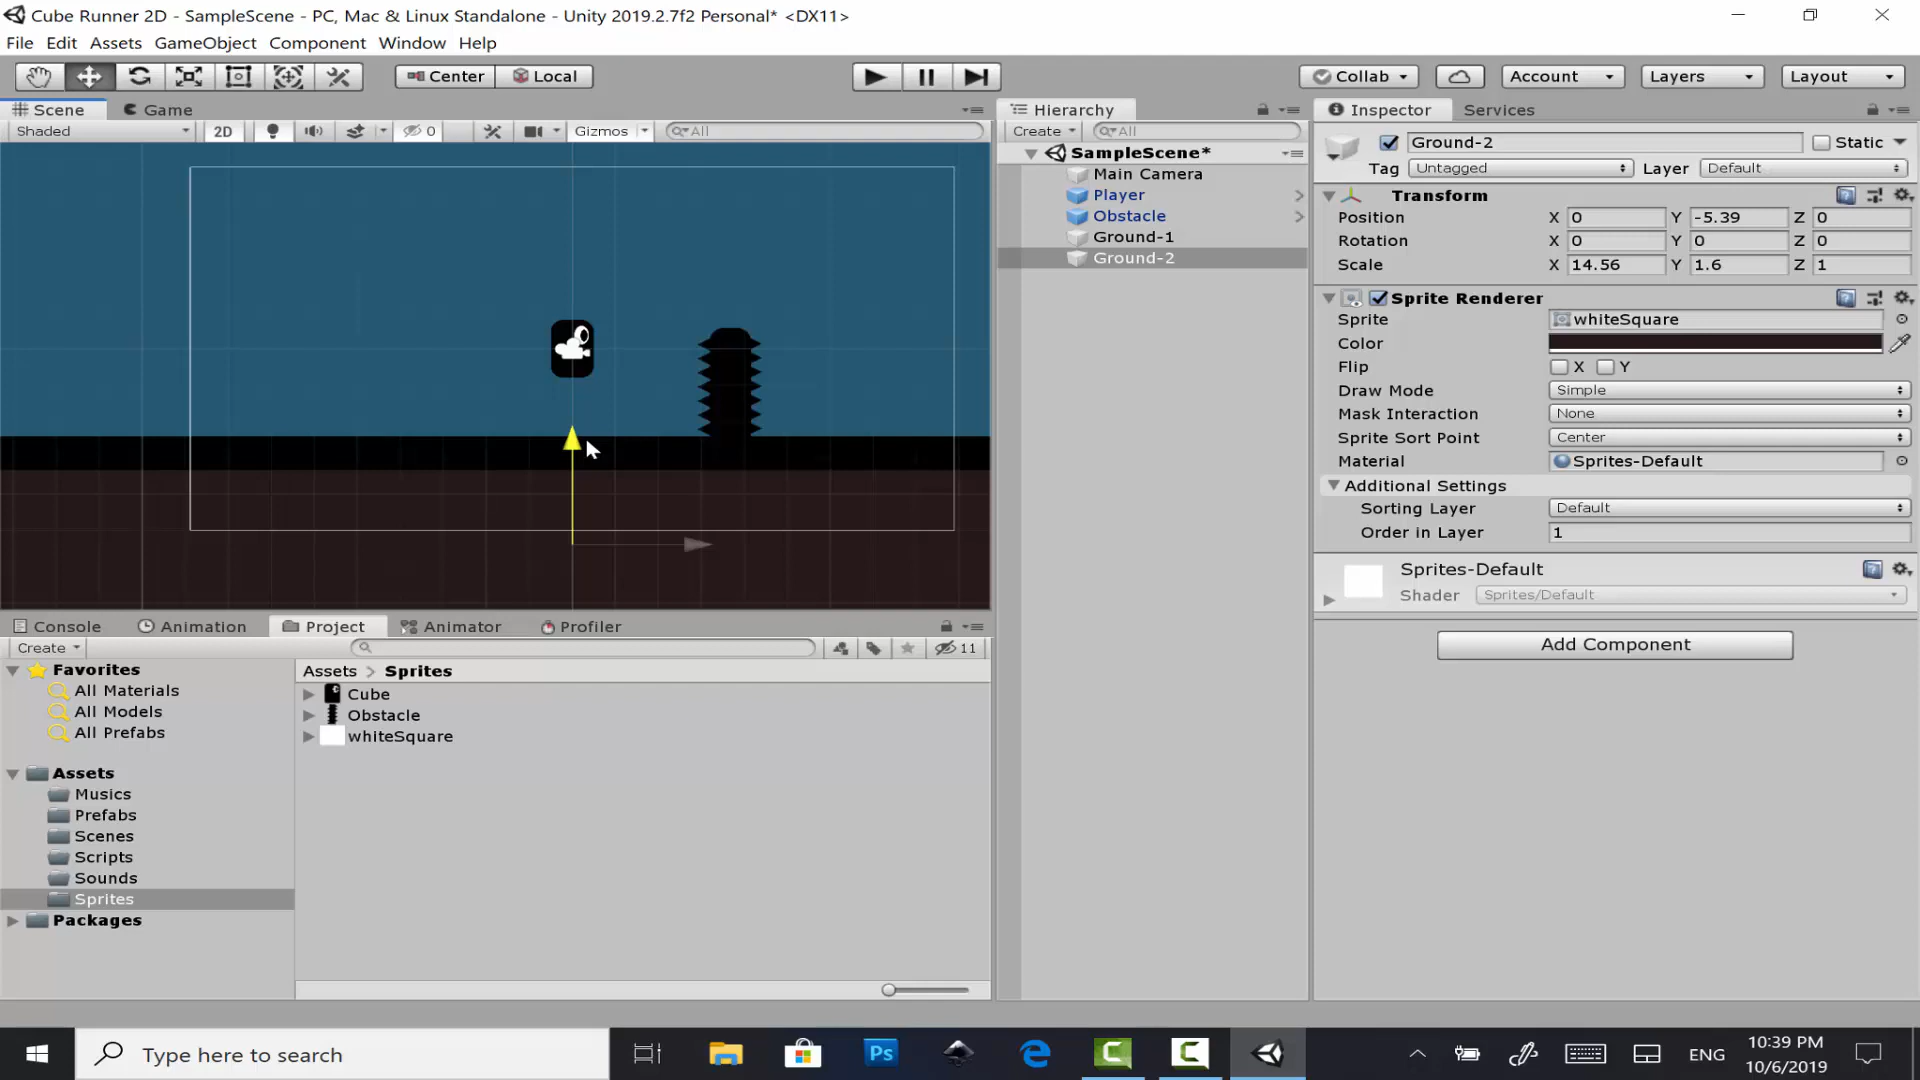 Cube Runner 2D - SampleScene - PC, Mac & Linux Standalone - Unity 2019.2.7f2 Personal* <DX11>
File Edit Assets GameObject Component Window Help
Center Local Collab Account Layers Layout
Scene Game Hierarchy Inspector Services
Shaded 2D 0 Gizmos All Create All
Ground-2 Static
Tag Untagged Layer Default
SampleScene*
Main Camera
Player
Obstacle
Ground-1
Ground-2
Transform
Position X 0 Y -5.39 Z 0
Rotation X 0 Y 0 Z 0
Scale X 14.56 Y 1.6 Z 1
Sprite Renderer
Sprite whiteSquare
Color
Flip X Y
Draw Mode Simple
Mask Interaction None
Sprite Sort Point Center
Material Sprites-Default
Additional Settings
Sorting Layer Default
Order in Layer 1
Sprites-Default
Shader Sprites/Default
Add Component
Console Animation Project Animator Profiler
Create 11
Favorites
All Materials
All Models
All Prefabs
Assets
Musics
Prefabs
Scenes
Scripts
Sounds
Sprites
Packages
Assets > Sprites
Cube
Obstacle
whiteSquare
Type here to search
Ps
ENG
10:39 PM
10/6/2019